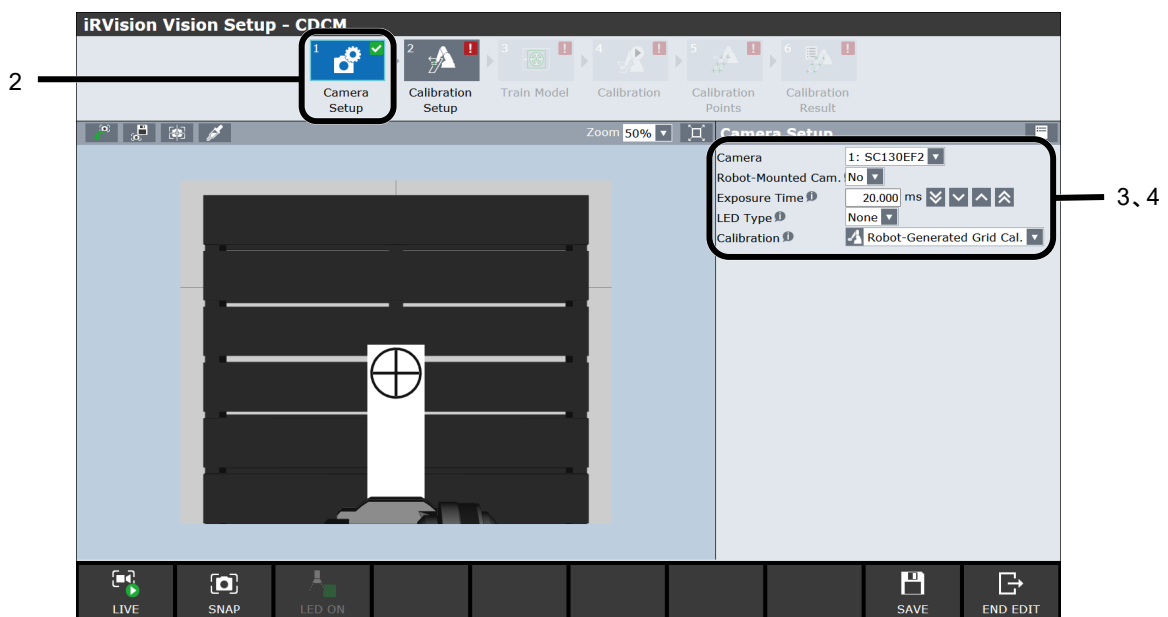 iRVision Vision Setup - CDCM
1 Camera Setup
2 Calibration Setup
3 Train Model
4 Calibration
5 Calibration Points
6 Calibration Result
2
Zoom 50%
Camera Setup
Camera 1: SC130EF2
Robot-Mounted Cam. No
Exposure Time 20.000 ms
LED Type None
Calibration Robot-Generated Grid Cal.
3、4
LIVE
SNAP
LED ON
SAVE
END EDIT